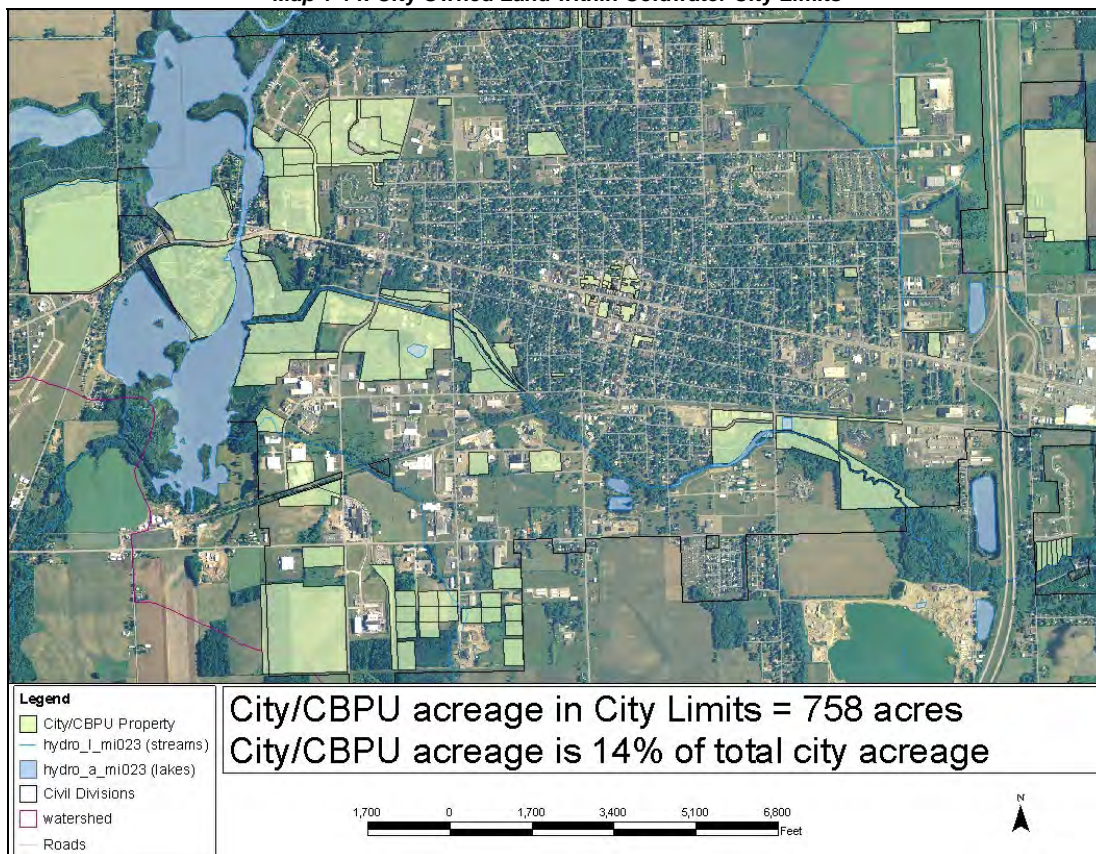 City/CBPU acreage in City Limits = 758 acres
City/CBPU acreage is 14% of total city acreage
Legend
City/CBPU Property
hydro_l_mi023 (streams)
hydro_a_mi023 (lakes)
Civil Divisions
watershed
Roads
1,700 0 1,700 3,400 5,100 6,800
Feet
N